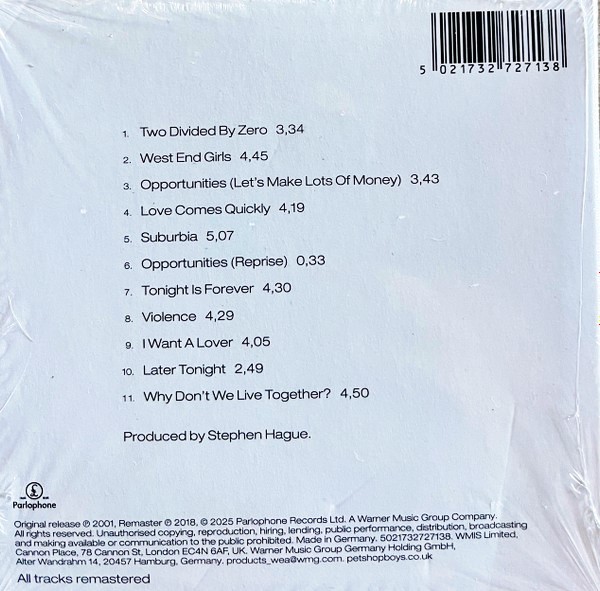 5 021732 727138
1. Two Divided By Zero 3,34
2. West End Girls 4,45
3. Opportunities (Let's Make Lots Of Money) 3,43
4. Love Comes Quickly 4,19
5. Suburbia 5,07
6. Opportunities (Reprise) 0,33
7. Tonight Is Forever 4,30
8. Violence 4,29
9. I Want A Lover 4,05
10. Later Tonight 2,49
11. Why Don't We Live Together? 4,50
Produced by Stephen Hague.
Parlophone
Original release ℗ 2001, Remaster ℗ 2018, © 2025 Parlophone Records Ltd. A Warner Music Group Company.
All rights reserved. Unauthorised copying, reproduction, hiring, lending, public performance, distribution, broadcasting
and making available or communication to the public prohibited. Made in Germany. 5021732727138. WMIS Limited,
Cannon Place, 78 Cannon St, London EC4N 6AF, UK. Warner Music Group Germany Holding GmbH,
Alter Wandrahm 14, 20457 Hamburg, Germany. products_wea@wmg.com. petshopboys.co.uk
All tracks remastered